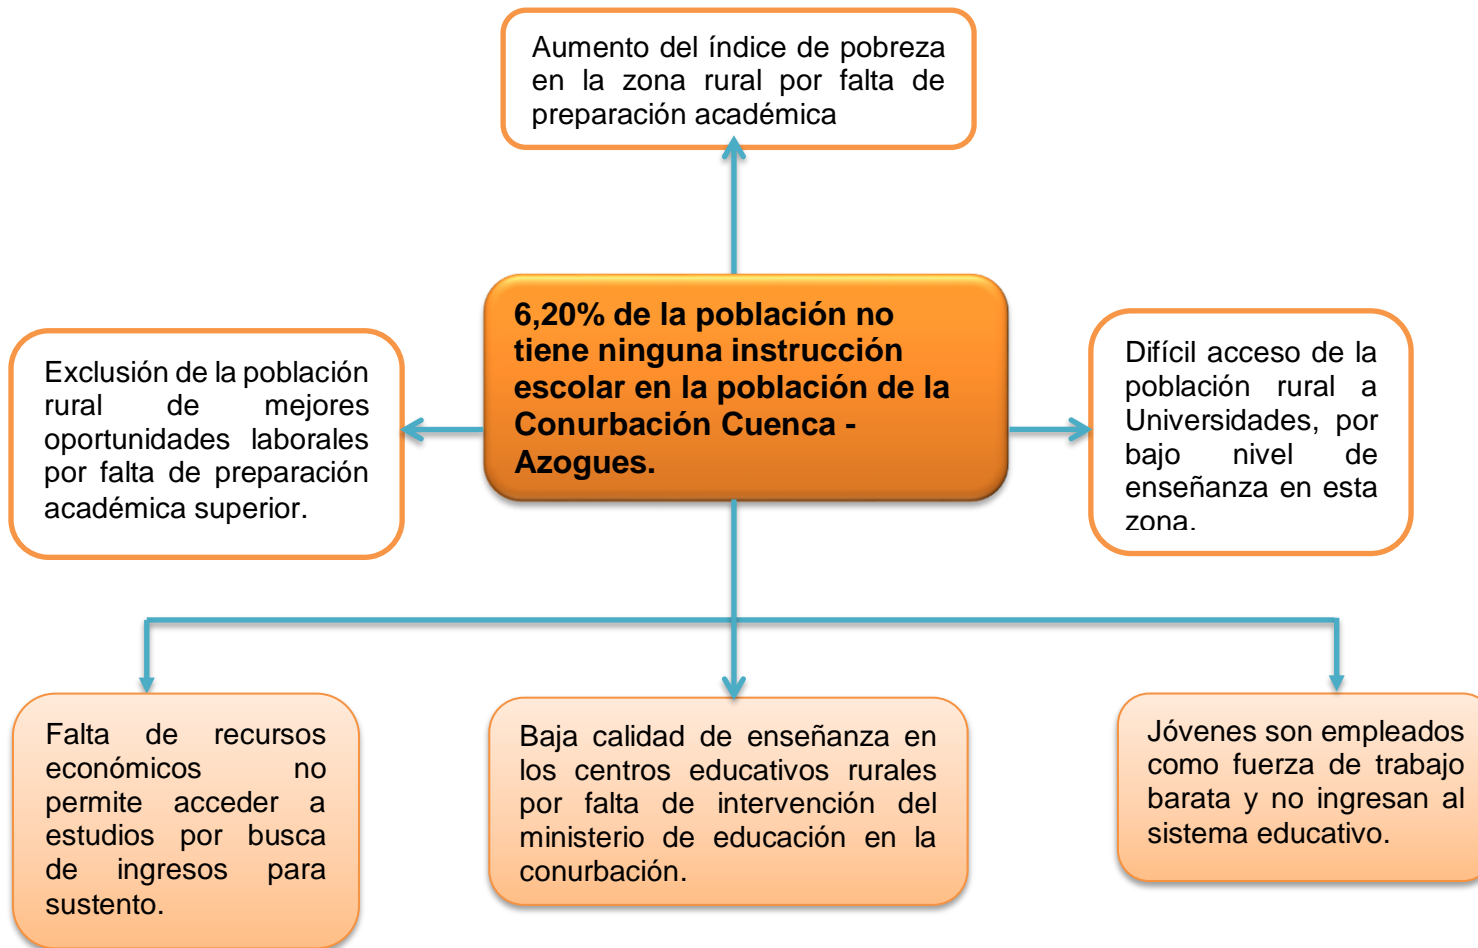 Aumento del índice de pobreza
en la zona rural por falta de
preparación académica
6,20% de la población no
tiene ninguna instrucción
escolar en la población de la
Conurbación Cuenca -
Azogues.
Exclusión de la población
rural de mejores
oportunidades laborales
por falta de preparación
académica superior.
Difícil acceso de la
población rural a
Universidades, por
bajo nivel de
enseñanza en esta
zona.
Falta de recursos
económicos no
permite acceder a
estudios por busca
de ingresos para
sustento.
Baja calidad de enseñanza en
los centros educativos rurales
por falta de intervención del
ministerio de educación en la
conurbación.
Jóvenes son empleados
como fuerza de trabajo
barata y no ingresan al
sistema educativo.